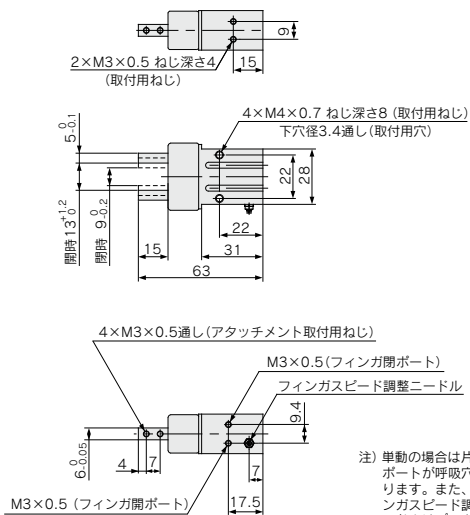 9
2×M3×0.5 ねじ深さ4
(取付用ねじ)
15
4×M4×0.7 ねじ深さ8 (取付用ねじ)
下穴径3.4通し(取付用穴)
5 0 -0.1
開時13 +1.2 0
閉時 9 0 -0.2
22
28
22
15
31
63
4×M3×0.5通し(アタッチメント取付用ねじ)
M3×0.5(フィンガ閉ポート)
フィンガスピード調整ニードル
9.4
6 0 -0.05
4
7
7
M3×0.5 (フィンガ開ポート)
17.5
注) 単動の場合は片
ポートが呼吸穴
ります。また、
ンガスピード調